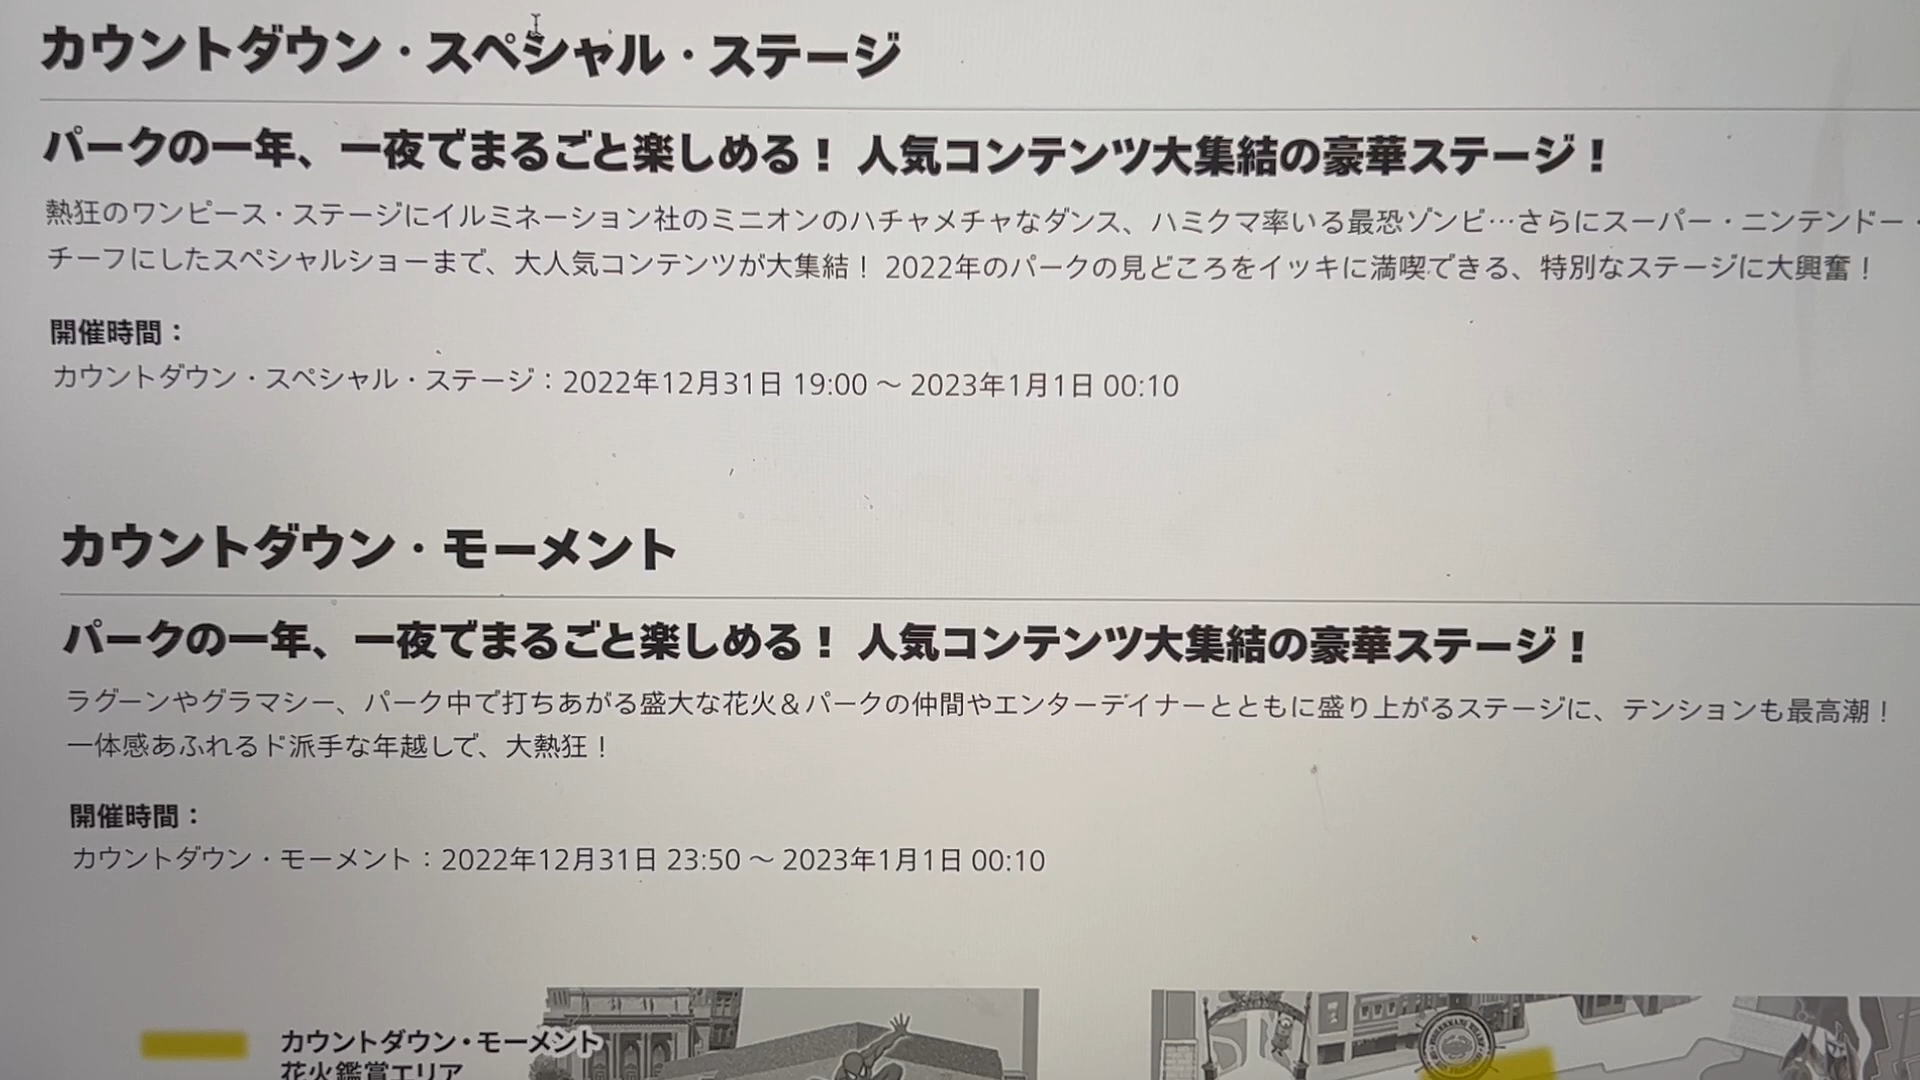 カウントダウン・スペシャル・ステージ
パークの一年、一夜でまるごと楽しめる！ 人気コンテンツ大集結の豪華ステージ！
熱狂のワンピース・ステージにイルミネーション社のミニオンのハチャメチャなダンス、ハミクマ率いる最恐ゾンビ…さらにスーパー・ニンテンドー・
チーフにしたスペシャルショーまで、大人気コンテンツが大集結！ 2022年のパークの見どころをイッキに満喫できる、特別なステージに大興奮！
開催時間：
カウントダウン・スペシャル・ステージ：2022年12月31日 19:00 ～ 2023年1月1日 00:10
カウントダウン・モーメント
パークの一年、一夜でまるごと楽しめる！ 人気コンテンツ大集結の豪華ステージ！
ラグーンやグラマシー、パーク中で打ちあがる盛大な花火＆パークの仲間やエンターデイナーとともに盛り上がるステージに、テンションも最高潮！
一体感あふれるド派手な年越しで、大熱狂！
開催時間：
カウントダウン・モーメント：2022年12月31日 23:50 ～ 2023年1月1日 00:10
カウントダウン・モーメント
花火鑑賞エリア